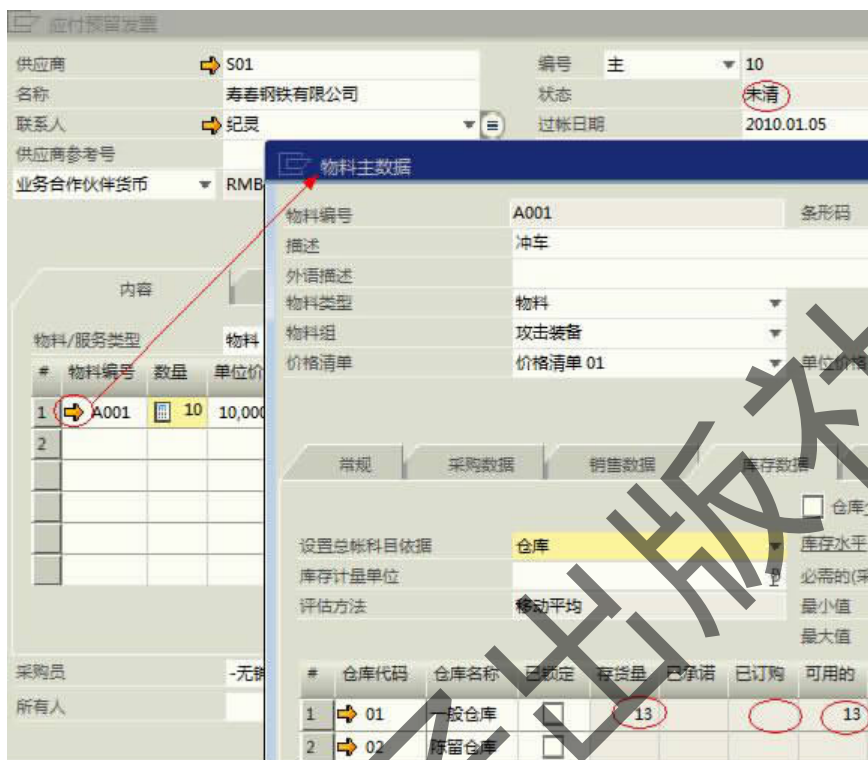 应付预留发票
供应商 S01 编号 主 10
名称 寿春钢铁有限公司 状态 未清
联系人 纪灵 过帐日期 2010.01.05
供应商参考号
业务合作伙伴货币 RMB
物料主数据
物料编号 A001 条形码
描述 冲车
外语描述
物料类型 物料
物料组 攻击装备
价格清单 价格清单 01 单位价格
内容
物料/服务类型 物料
# 物料编号 数量 单位价
1 A001 10 10,000
2
常规 采购数据 销售数据 库存数据
仓库
设置总帐科目依据 仓库 库存水平
库存计量单位 必需的(采
评估方法 移动平均 最小值
最大值
采购员 -无销
所有人
# 仓库代码 仓库名称 已锁定 存货量 已承诺 已订购 可用的
1 01 一般仓库 13 13
2 02 陈留仓库
出版社